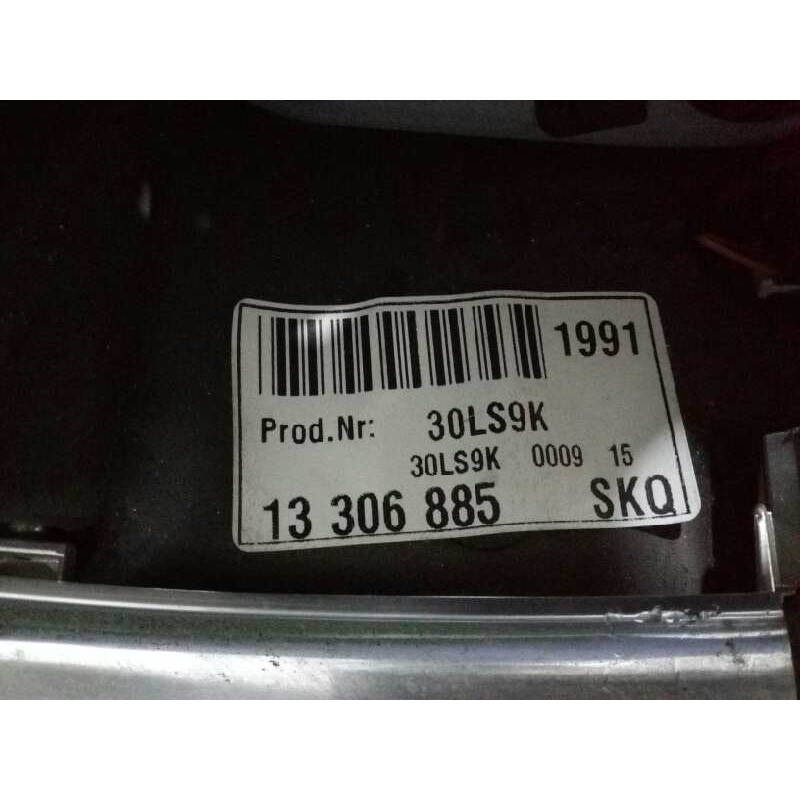 1991
Prod.Nr: 30LS9K
30LS9K 0009 15
13 306 885 SKQ